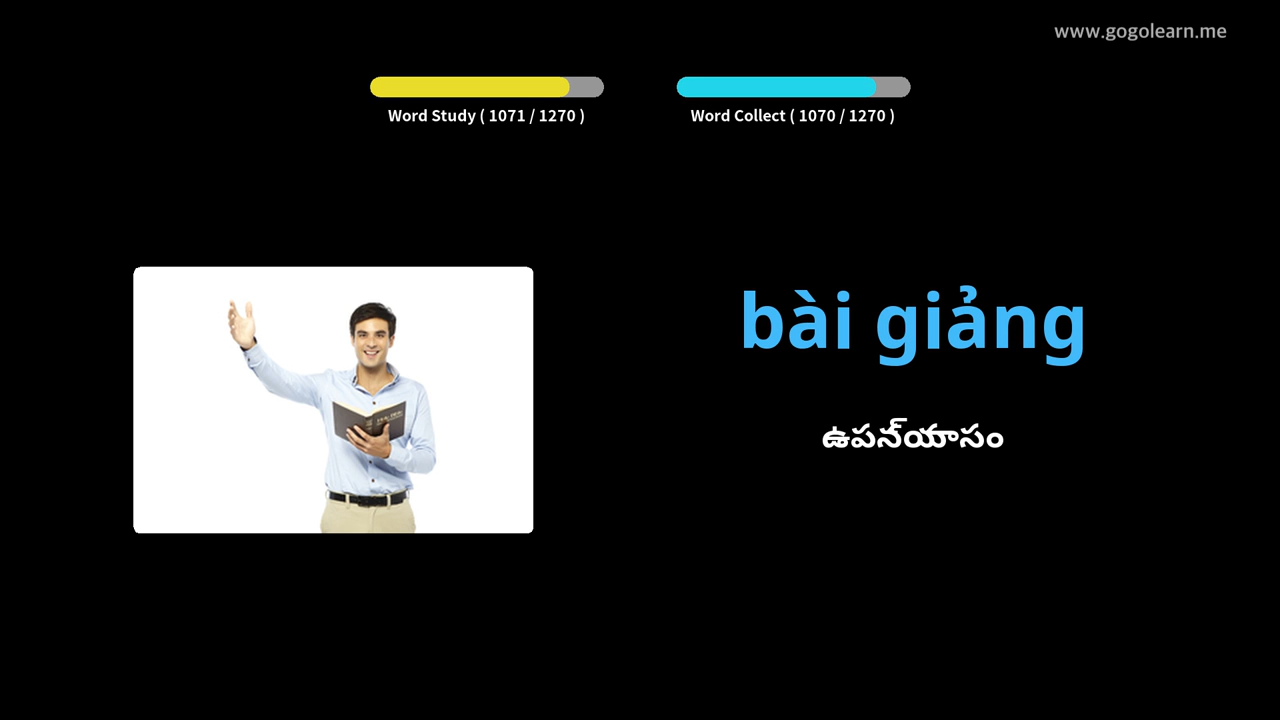 www.gogolearn.me
Word Study ( 1071 / 1270 )
Word Collect ( 1070 / 1270 )
bài giảng
ఉపన్యాసం